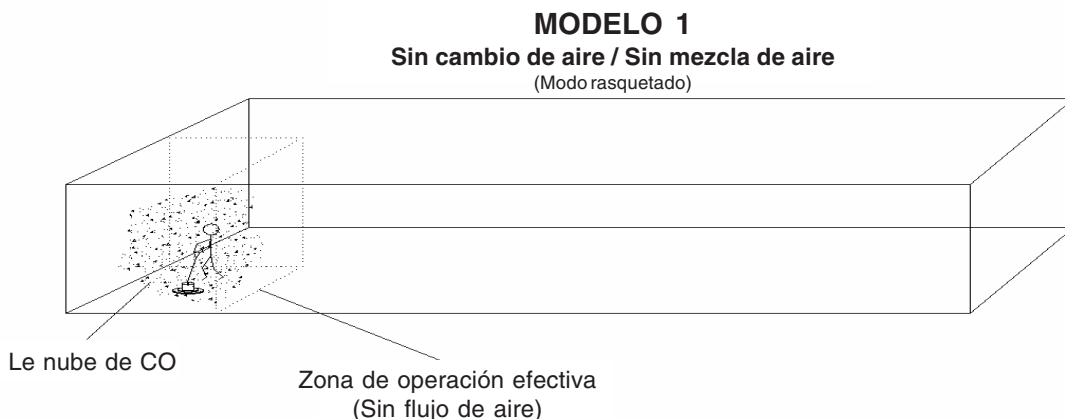 MODELO 1
Sin cambio de aire / Sin mezcla de aire
(Modo rasquetado)
Le nube de CO
Zona de operación efectiva
(Sin flujo de aire)